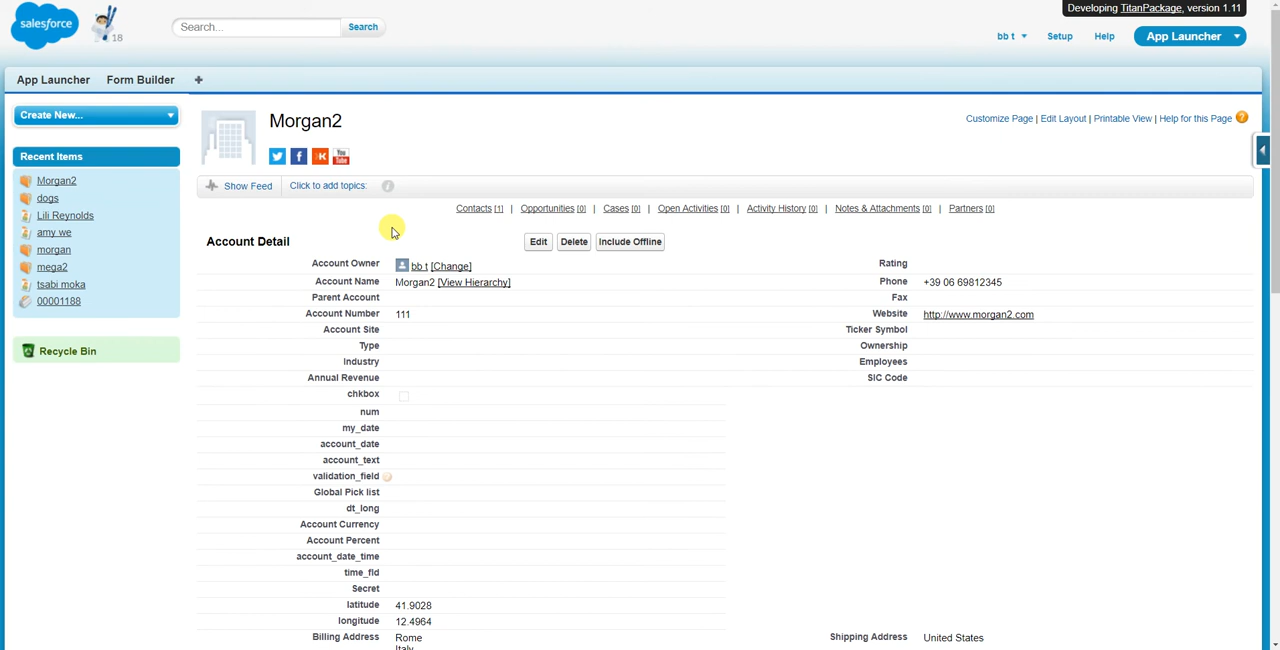 Developing TitanPackage, version 1.11
salesforce
18
Search...
Search
bb t
Setup
Help
App Launcher
App Launcher
Form Builder
+
Create New...
Recent Items
Morgan2
dogs
Lili Reynolds
amy we
morgan
mega2
tsabi moka
00001188
Recycle Bin
Morgan2
Customize Page | Edit Layout | Printable View | Help for this Page ?
You Tube
Show Feed
Click to add topics:
Contacts [1] | Opportunities [0] | Cases [0] | Open Activities [0] | Activity History [0] | Notes & Attachments [0] | Partners [0]
Account Detail
Edit
Delete
Include Offline
Account Owner bb t [Change]
Rating
Account Name Morgan2 [View Hierarchy]
Phone +39 06 69812345
Parent Account
Fax
Account Number 111
Website http://www.morgan2.com
Account Site
Ticker Symbol
Type
Ownership
Industry
Employees
Annual Revenue
SIC Code
chkbox
num
my_date
account_date
account_text
validation_field
Global Pick list
dt_long
Account Currency
Account Percent
account_date_time
time_fld
Secret
latitude 41.9028
longitude 12.4964
Billing Address Rome
Italy
Shipping Address United States